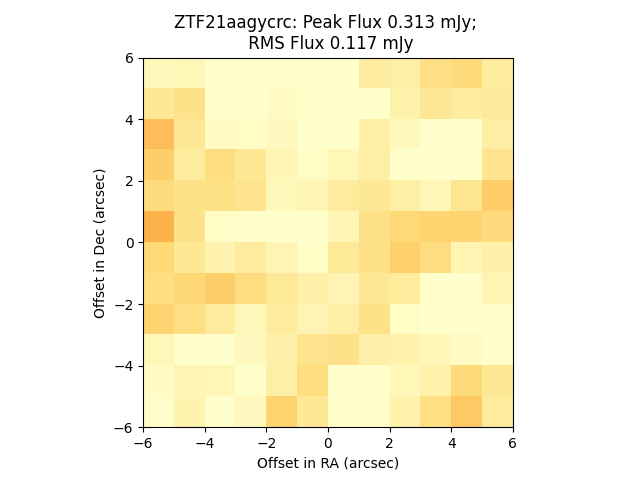 ZTF21aagycrc: Peak Flux 0.313 mJy;
RMS Flux 0.117 mJy
6
4
2
0
−2
−4
−6
Offset in Dec (arcsec)
−6 −4 −2 0 2 4 6
Offset in RA (arcsec)